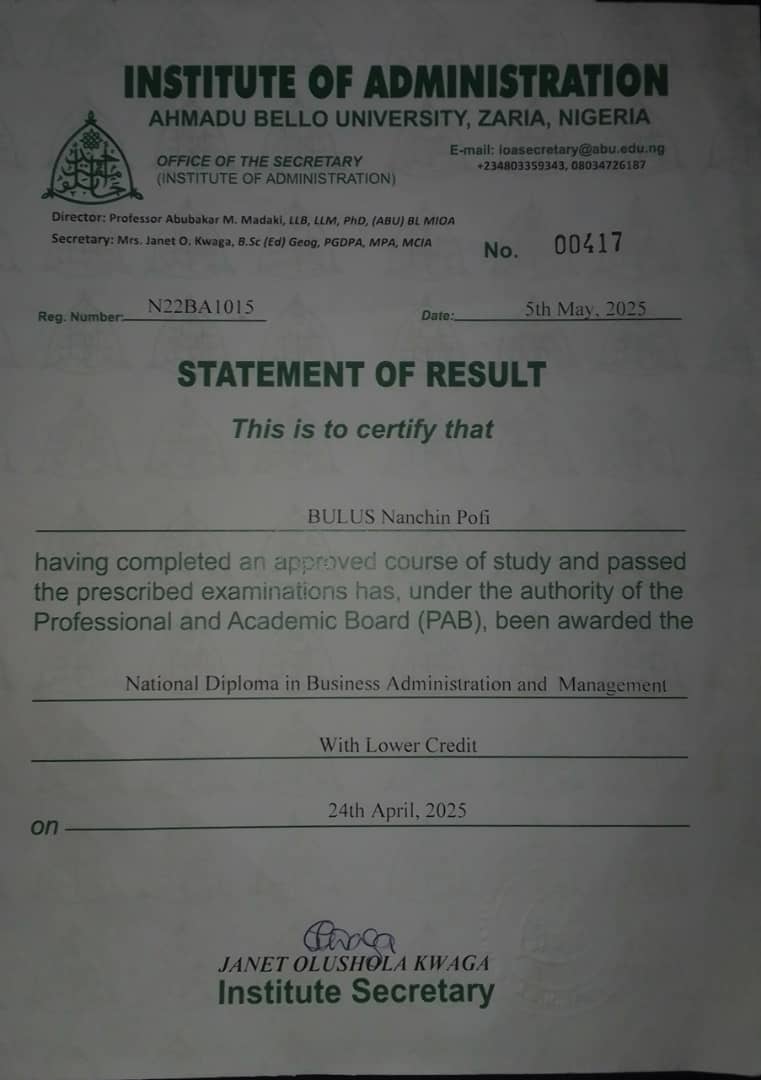 INSTITUTE OF ADMINISTRATION
AHMADU BELLO UNIVERSITY, ZARIA, NIGERIA
OFFICE OF THE SECRETARY
(INSTITUTE OF ADMINISTRATION)
E-mail: ioasecretary@abu.edu.ng
+234803359343, 08034726187
Director: Professor Abubakar M. Madaki, LLB, LLM, PhD, (ABU) BL MIOA
Secretary: Mrs. Janet O. Kwaga, B.Sc (Ed) Geog, PGDPA, MPA, MCIA
No. 00417
Reg. Number: N22BA1015
Date: 5th May, 2025
STATEMENT OF RESULT
This is to certify that
BULUS Nanchin Pofi
having completed an approved course of study and passed
the prescribed examinations has, under the authority of the
Professional and Academic Board (PAB), been awarded the
National Diploma in Business Administration and Management
With Lower Credit
on 24th April, 2025
JANET OLUSHOLA KWAGA
Institute Secretary